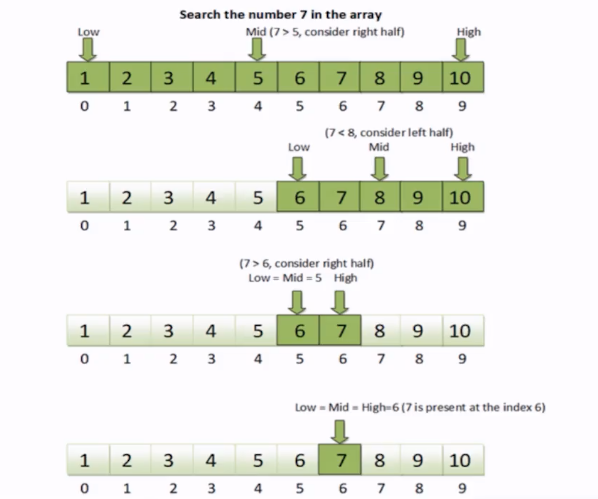 Search the number 7 in the array
Low Mid (7 > 5, consider right half) High
1 2 3 4 5 6 7 8 9 10
0 1 2 3 4 5 6 7 8 9
(7 < 8, consider left half)
Low Mid High
1 2 3 4 5 6 7 8 9 10
0 1 2 3 4 5 6 7 8 9
(7 > 6, consider right half)
Low = Mid = 5 High
1 2 3 4 5 6 7 8 9 10
0 1 2 3 4 5 6 7 8 9
Low = Mid = High=6 (7 is present at the index 6)
1 2 3 4 5 6 7 8 9 10
0 1 2 3 4 5 6 7 8 9